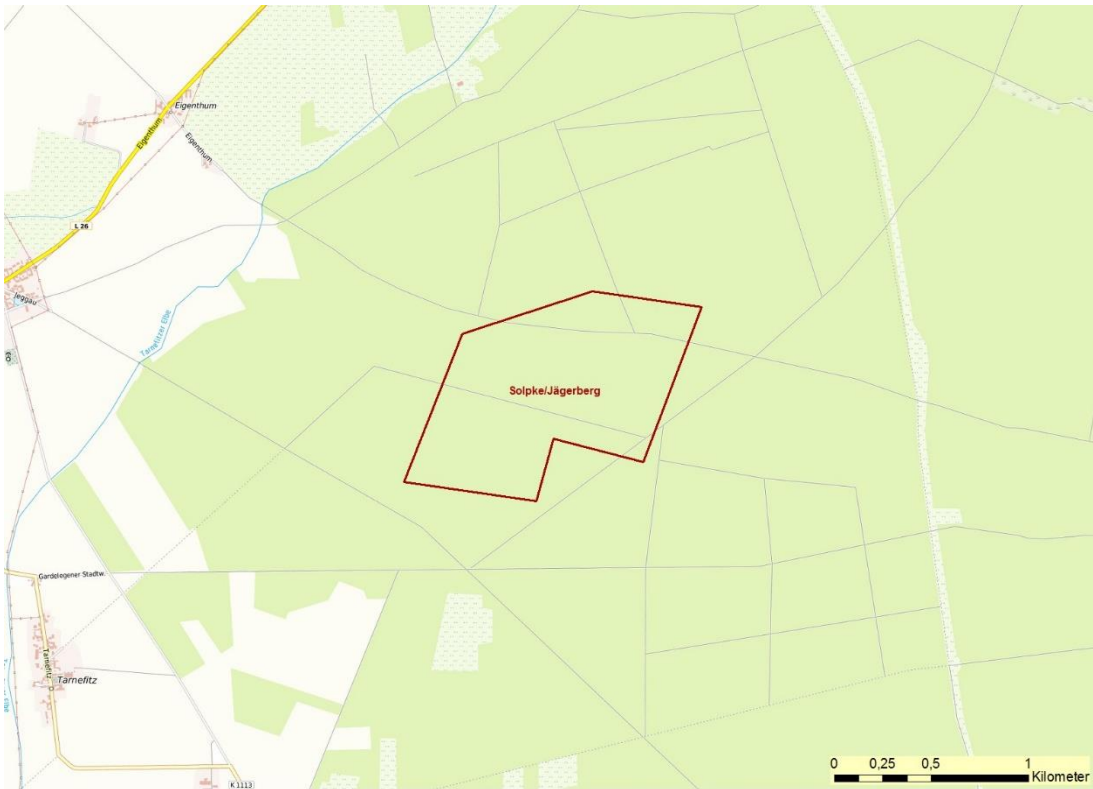 Eigenthum
Eigenthum
Eigenthum
L 26
Jeggau
Tarnefitzer Elbe
Solpke/Jägerberg
Gardelegener Stadtw.
Tarnefitz
Tarnefitz
K 1113
0 0,25 0,5 1
Kilometer